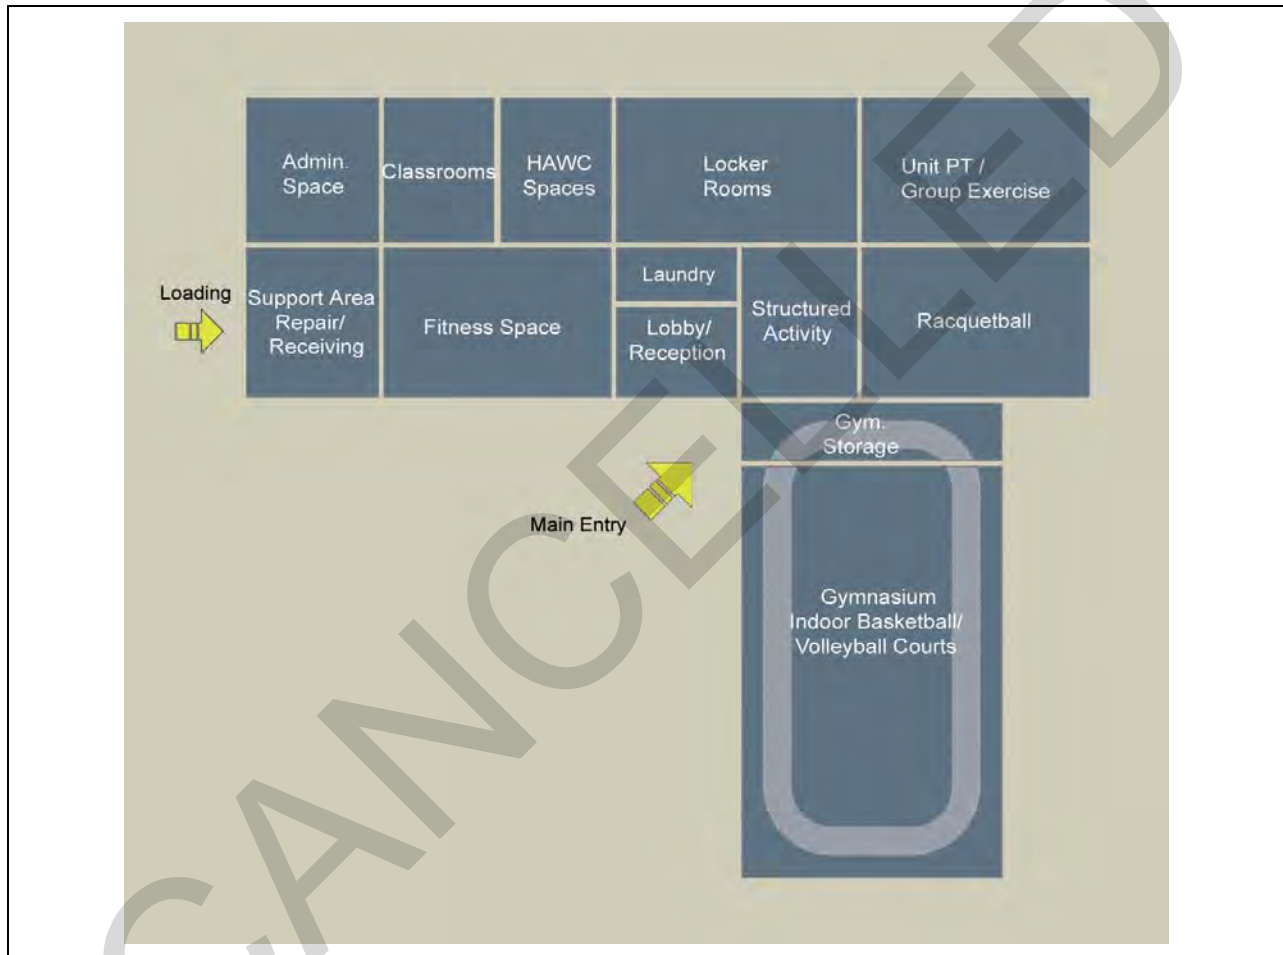 Admin.
Space
Classrooms
HAWC
Spaces
Locker
Rooms
Unit PT /
Group Exercise
Loading
Support Area
Repair/
Receiving
Fitness Space
Laundry
Lobby/
Reception
Structured
Activity
Racquetball
Gym.
Storage
Main Entry
Gymnasium
Indoor Basketball/
Volleyball Courts
CANCELLED